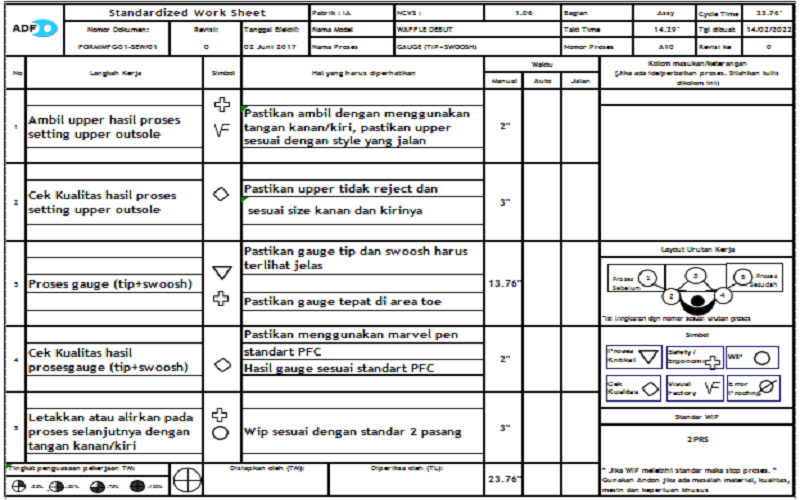 Standardized Work Sheet
Pabrik : IA
NCVS :
1.06
Bagian
Assy
Cycle Time
23.76"
ADF
Nomor Dokumen:
Revisi:
Tanggal Efektif:
Nama Model
WAFFLE DEBUT
Takt Time
14.29"
Tgl dibuat
14/02/2022
FORM/MFG01-SEW/01
0
02 Juni 2017
Nama Proses
GAUGE (TIP+SWOOSH)
Nomor Proses
A10
Revisi ke
0
No
Langkah Kerja
Simbol
Hal yang harus diperhatikan
Waktu
Manual
Auto
Jalan
Kolom masukan/keterangan
(Jika ada ide/perbaikan proses. Silahkan tulis
dikolom ini)
1
Ambil upper hasil proses
setting upper outsole
VF
Pastikan ambil dengan menggunakan
tangan kanan/kiri, pastikan upper
sesuai dengan style yang jalan
2"
2
Cek Kualitas hasil proses
setting upper outsole
Pastikan upper tidak reject dan
sesuai size kanan dan kirinya
3"
3
Proses gauge (tip+swoosh)
Pastikan gauge tip dan swoosh harus
terlihat jelas
Pastikan gauge tepat di area toe
13.76"
4
Cek Kualitas hasil
prosesgauge (tip+swoosh)
Pastikan menggunakan marvel pen
standart PFC
Hasil gauge sesuai standart PFC
2"
5
Letakkan atau alirkan pada
proses selanjutnya dengan
tangan kanan/kiri
Wip sesuai dengan standar 2 pasang
3"
Layout Urutan Kerja
Proses
Sebelum
1
2
3
4
5
Proses
Sesudah
*Isi lingkaran dgn nomor sesuai urutan proses
Simbol
Proses
Kritikal
Safety /
Ergonomi
WIP
Cek
Kualitas
Visual
Factory
VF
Error
Proofing
Standar WIP
2PRS
" Jika WIP melebihi standar maka stop proses. "
Gunakan Andon jika ada masalah material, kualitas,
mesin dan keperluan khusus
Tingkat penguasaan pekerjaan TM:
Disiapkan oleh (TM):
Diperiksa oleh (TL):
23.76"